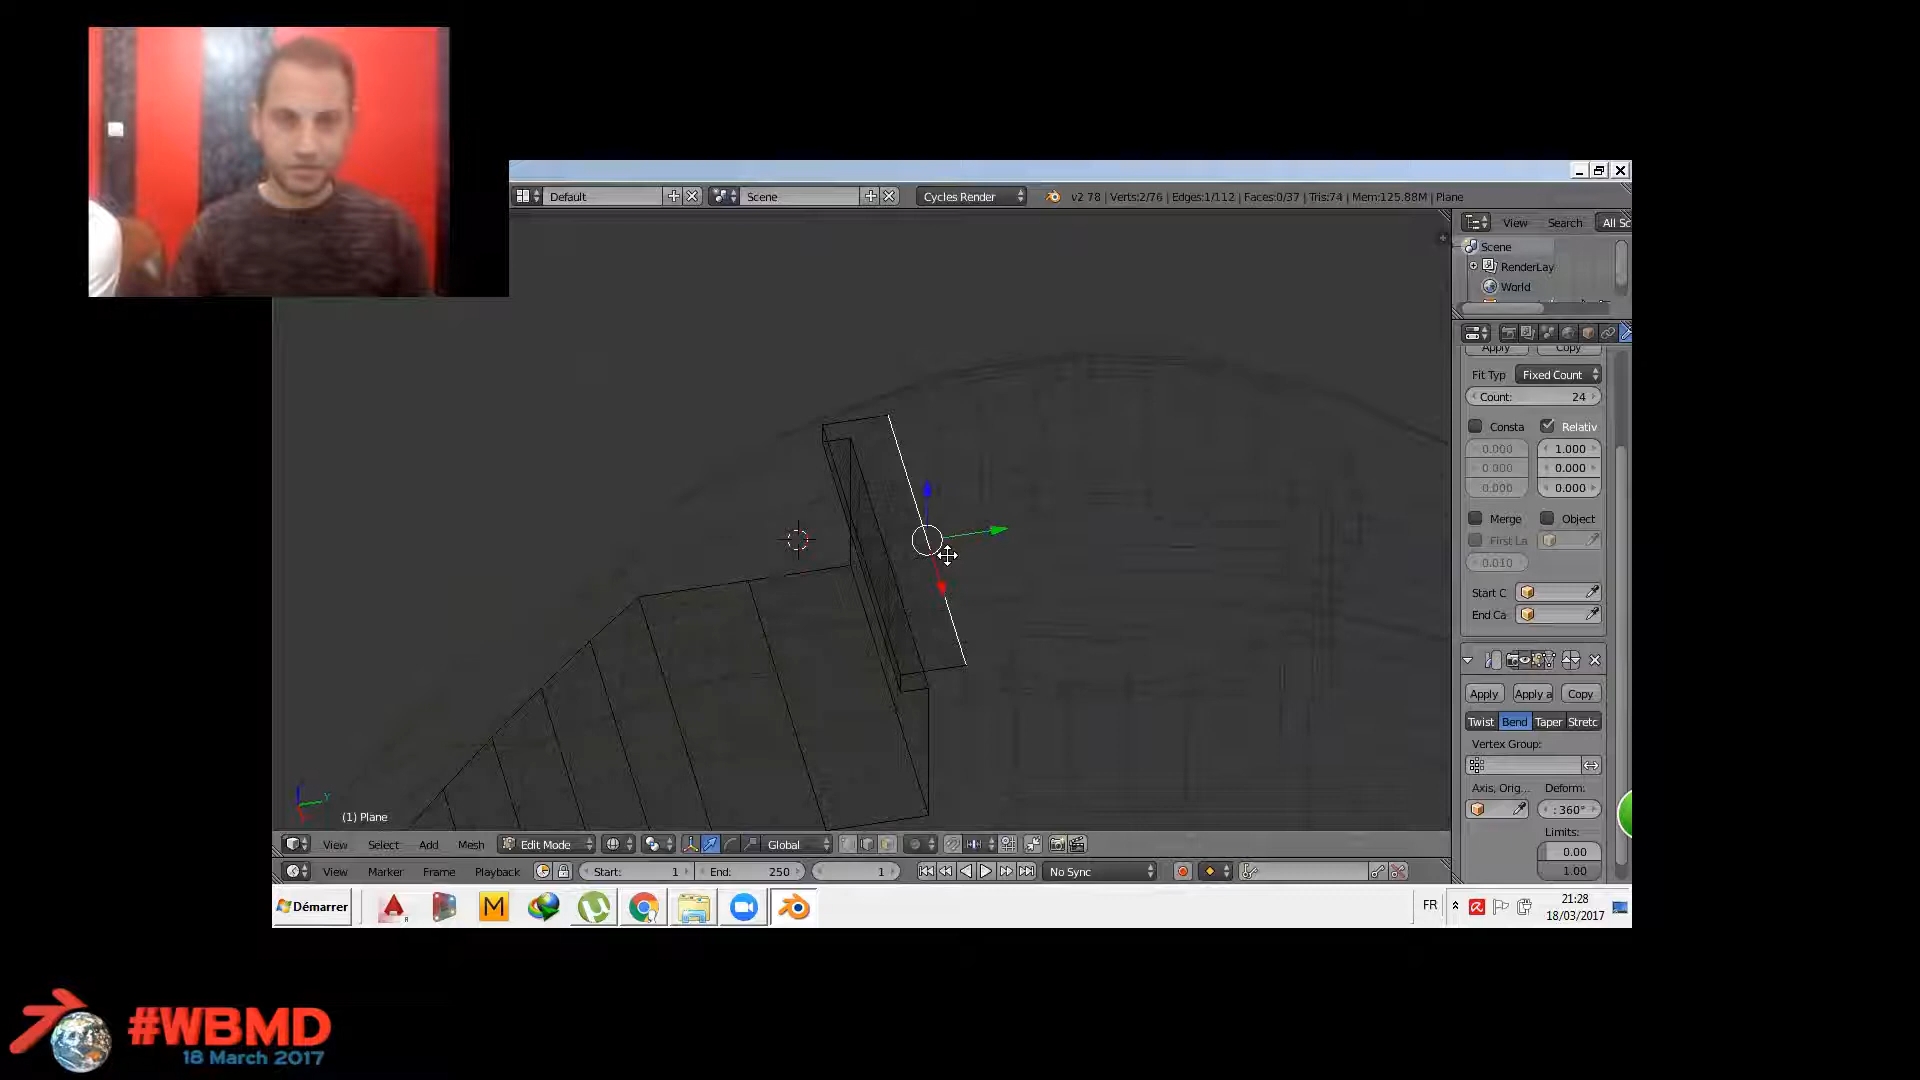 Default
Scene
Cycles Render
v2 78 | Verts:2/76 | Edges:1/112 | Faces:0/37 | Tris:74 | Mem:125.88M | Plane
View
Search
All Sc
Scene
RenderLay
World
Apply
Copy
Fit Typ
Fixed Count
Count:
24
Consta
Relativ
0.000
1.000
0.000
0.000
0.000
0.000
Merge
Object
First La
0.010
Start C
End Ca
Apply
Apply a
Copy
Twist
Bend
Taper
Stretc
Vertex Group:
Axis, Orig...
Deform:
: 360°
Limits:
0.00
1.00
(1) Plane
View
Select
Add
Mesh
Edit Mode
Global
View
Marker
Frame
Playback
Start:
1
End:
250
1
No Sync
Démarrer
M
FR
21:28
18/03/2017
#WBMD
18 March 2017